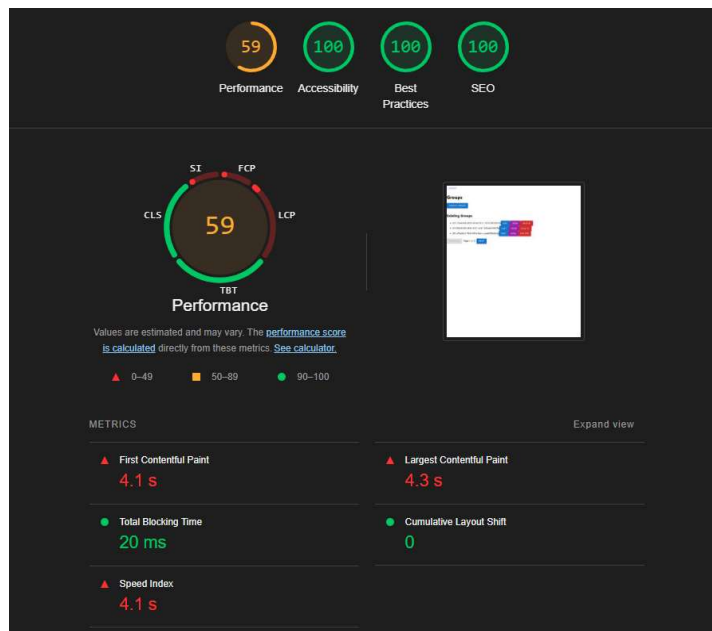 59
100
100
100
Performance
Accessibility
Best
Practices
SEO
SI
FCP
CLS
LCP
59
TBT
Performance
Values are estimated and may vary. The performance score
is calculated directly from these metrics. See calculator.
0–49
50–89
90–100
Groups
Existing Groups
METRICS
Expand view
First Contentful Paint
4.1 s
Largest Contentful Paint
4.3 s
Total Blocking Time
20 ms
Cumulative Layout Shift
0
Speed Index
4.1 s